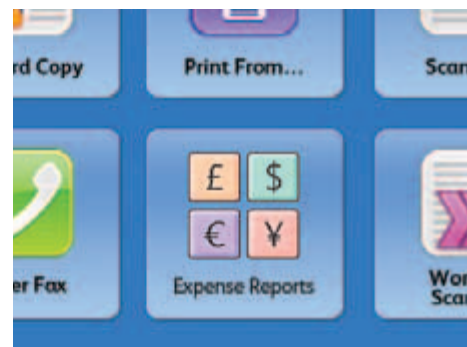 rd Copy
Print From...
Scan
£ $
€ ¥
er Fax
Expense Reports
Wor
Scan